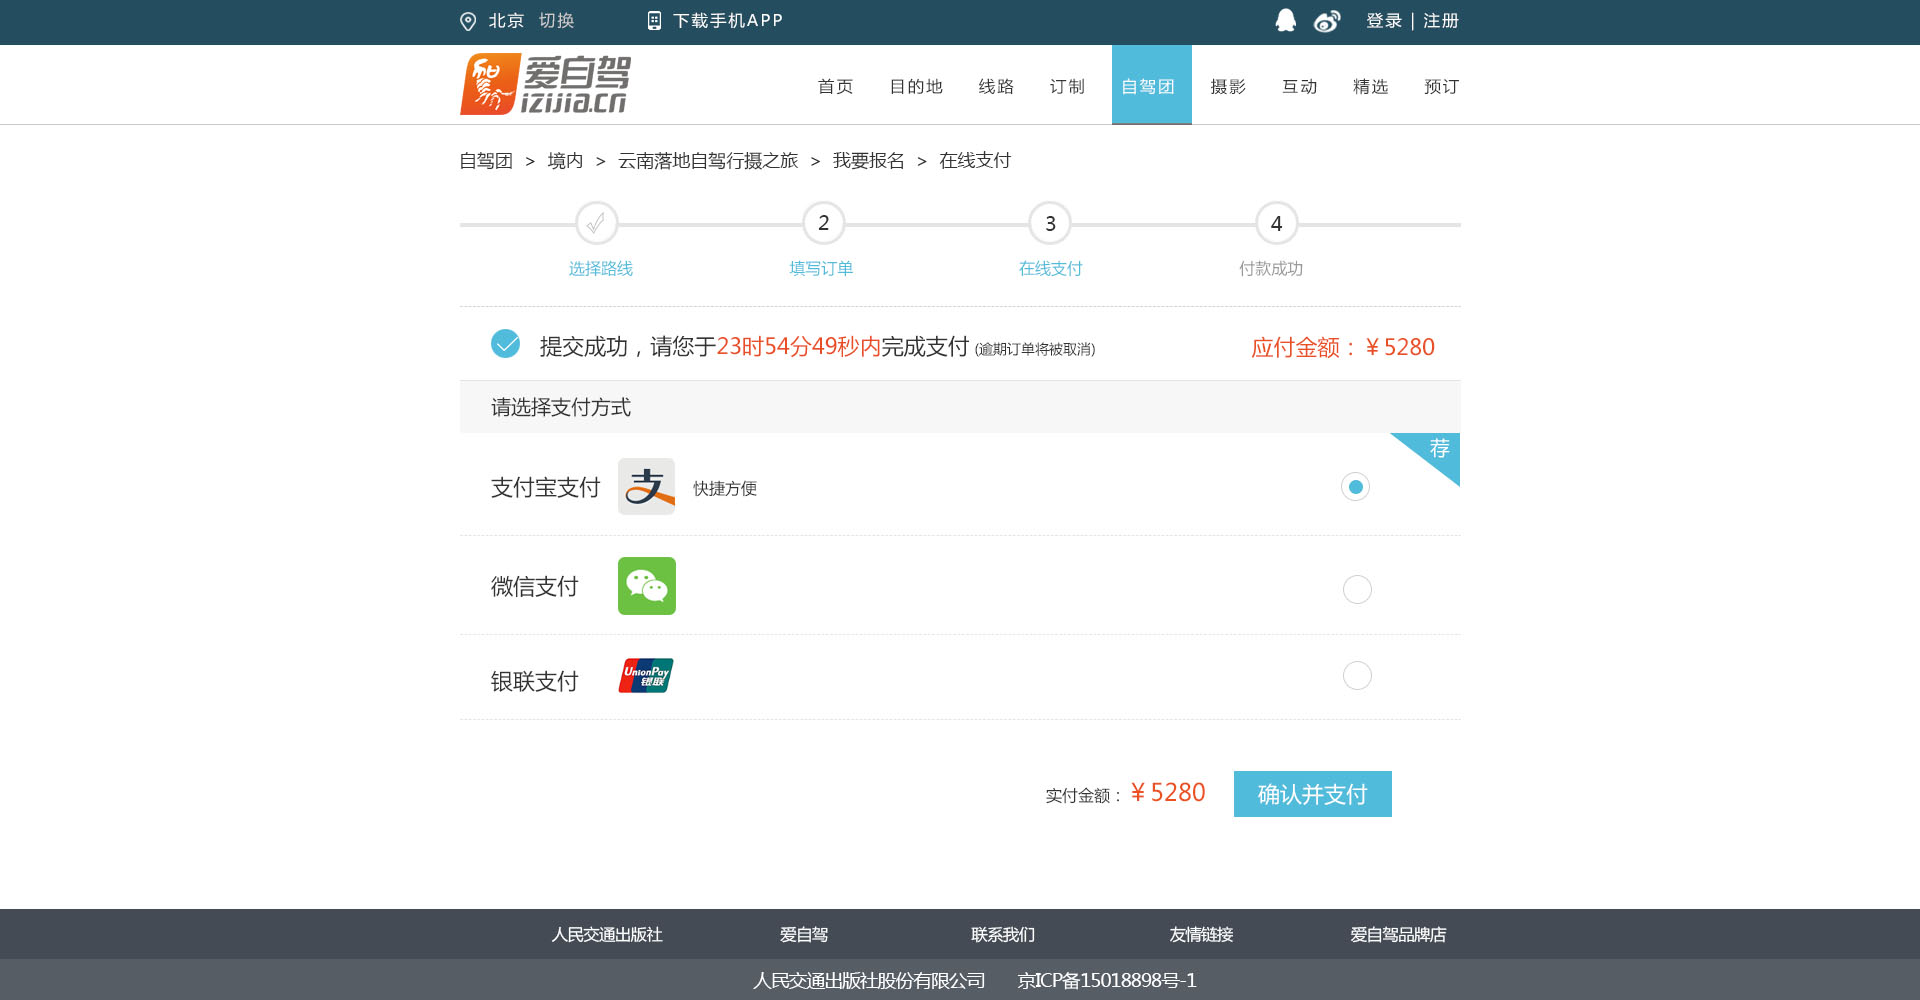 北京 切换 下载手机APP 登录 | 注册
爱自驾
izijia.cn
首页 目的地 线路 订制 自驾团 摄影 互动 精选 预订
自驾团 > 境内 > 云南落地自驾行摄之旅 > 我要报名 > 在线支付
2 3 4
选择路线 填写订单 在线支付 付款成功
提交成功，请您于23时54分49秒内完成支付 (逾期订单将被取消) 应付金额：¥ 5280
请选择支付方式
荐
支付宝支付 支 快捷方便
微信支付
银联支付 UnionPay 银联
实付金额：¥ 5280 确认并支付
人民交通出版社 爱自驾 联系我们 友情链接 爱自驾品牌店
人民交通出版社股份有限公司 京ICP备15018898号-1